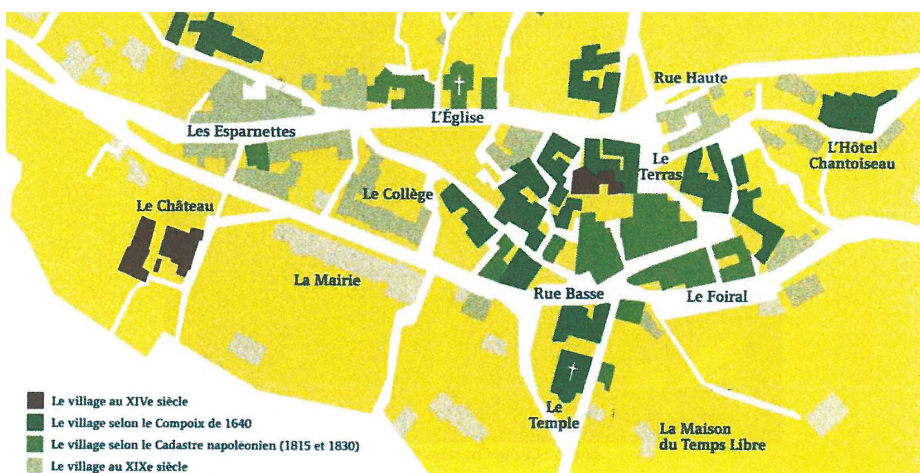 Rue Haute
L'Église
Les Esparnettes
L'Hôtel
Chantoiseau
Le
Terras
Le Collège
Le Château
La Mairie
Rue Basse
Le Foiral
Le
Temple
La Maison
du Temps Libre
Le village au XIVe siècle
Le village selon le Compoix de 1640
Le village selon le Cadastre napoléonien (1815 et 1830)
Le village au XIXe siècle